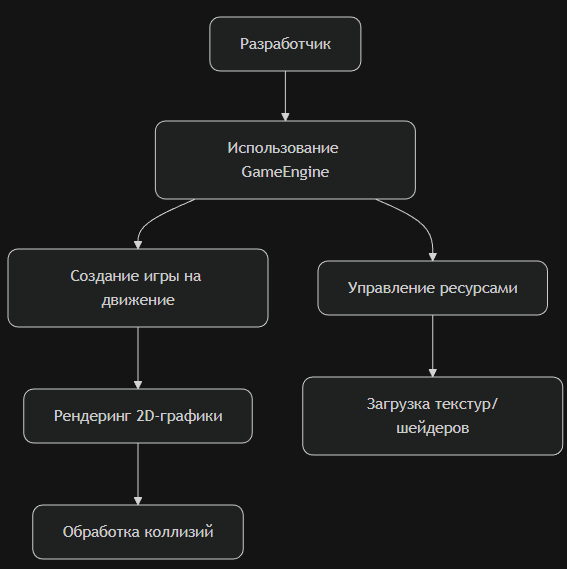 Разработчик
Использование
GameEngine
Создание игры на
движение
Управление ресурсами
Рендеринг 2D-графики
Загрузка текстур/
шейдеров
Обработка коллизий